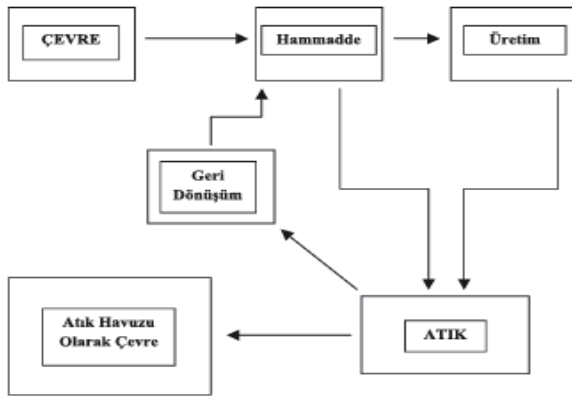 ÇEVRE
Hammadde
Üretim
Geri
Dönüşüm
Atık Havuzu
Olarak Çevre
ATIK